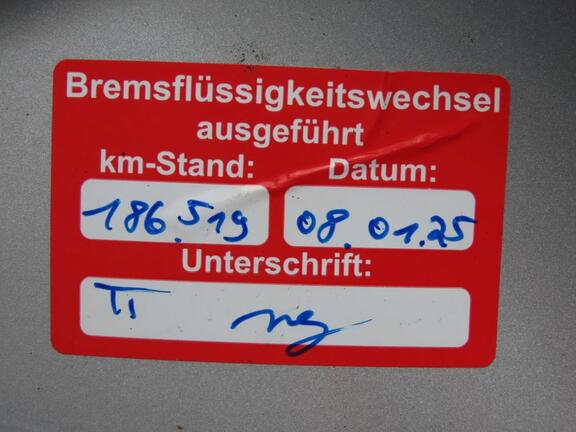 Bremsflüssigkeitswechsel
ausgeführt
km-Stand: Datum:
186.519 08.01.25
Unterschrift: